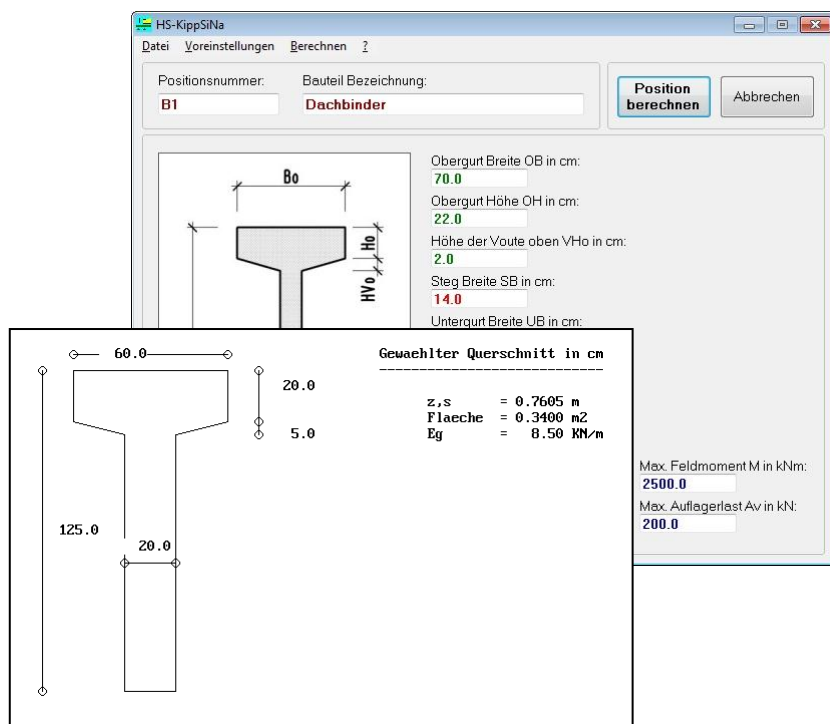 HS-KippSiNa
Datei Voreinstellungen Berechnen ?
Positionsnummer: Bauteil Bezeichnung:
B1 Dachbinder
Position
berechnen
Abbrechen
Bo
Ho
HVo
Obergurt Breite OB in cm:
70.0
Obergurt Höhe OH in cm:
22.0
Höhe der Voute oben VHo in cm:
2.0
Steg Breite SB in cm:
14.0
Untergurt Breite UB in cm:
Max. Feldmoment M in kNm:
2500.0
Max. Auflagerlast Av in kN:
200.0
60.0
20.0
5.0
125.0
20.0
Gewaehlter Querschnitt in cm
----------------------------
z,s = 0.7605 m
Flaeche = 0.3400 m2
Eg = 8.50 KN/m